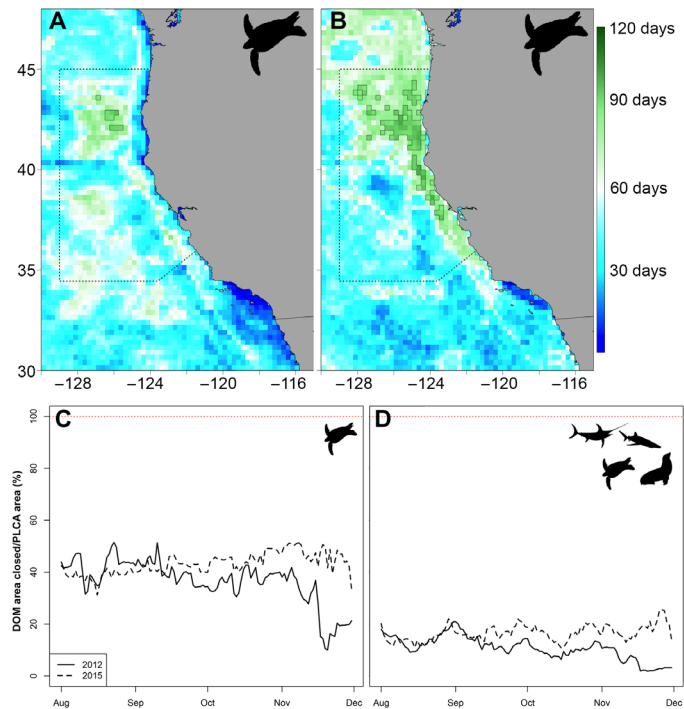 A
B
120 days
90 days
60 days
30 days
45
40
35
30
−128 −124 −120 −116
−128 −124 −120 −116
C
D
DOM area closed/PLCA area (%)
100
80
60
40
20
0
2012
2015
Aug Sep Oct Nov Dec
Aug Sep Oct Nov Dec